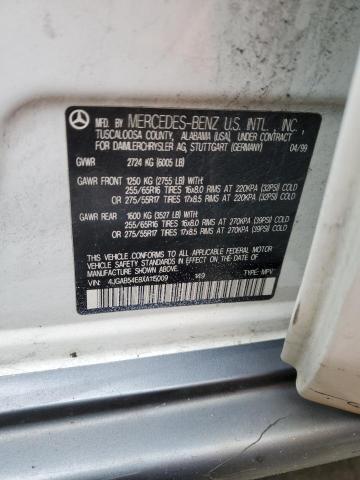 MFD. BY MERCEDES-BENZ U.S. INTL., INC.
TUSCALOOSA COUNTY, ALABAMA (USA), UNDER CONTRACT
FOR DAIMLERCHRYSLER AG, STUTTGART (GERMANY) 04/99
GVWR 2724 KG (6005 LB)
GAWR FRONT 1250 KG (2755 LB) WITH:
255/65R16 TIRES 16x8.0 RIMS AT 220KPA (32PSI) COLD
or 275/55R17 TIRES 17x8.5 RIMS AT 220KPA (32PSI) COLD
GAWR REAR 1600 KG (3527 LB) WITH:
255/65R16 TIRES 16x8.0 RIMS AT 270KPA (39PSI) COLD
or 275/55R17 TIRES 17x8.5 RIMS AT 270KPA (39PSI) COLD
THIS VEHICLE CONFORMS TO ALL APPLICABLE FEDERAL MOTOR
VEHICLE SAFETY STANDARDS IN EFFECT ON THE DATE OF
MANUFACTURE SHOWN ABOVE.
VIN: 4JGAB54E8XA115009 149 TYPE: MPV